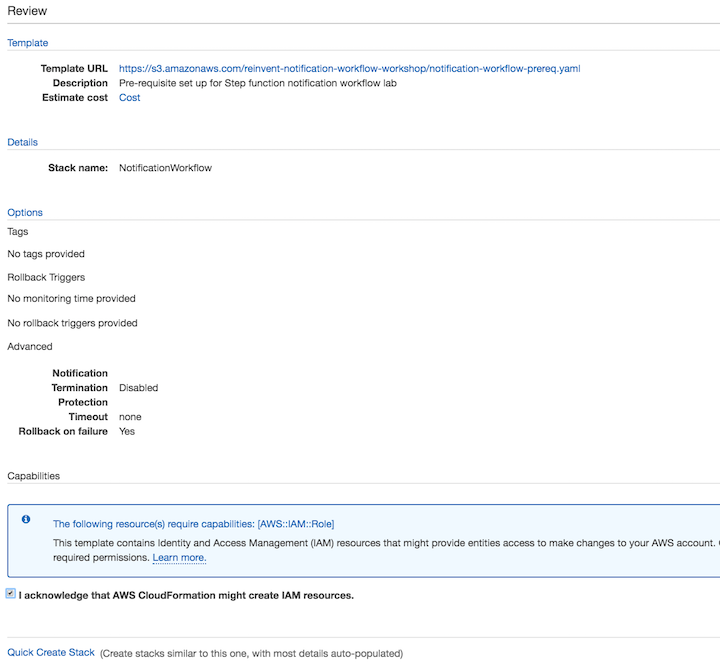 Review
Template
Template URL https://s3.amazonaws.com/reinvent-notification-workflow-workshop/notification-workflow-prereq.yaml
Description Pre-requisite set up for Step function notification workflow lab
Estimate cost Cost
Details
Stack name: NotificationWorkflow
Options
Tags
No tags provided
Rollback Triggers
No monitoring time provided
No rollback triggers provided
Advanced
Notification
Termination Disabled
Protection
Timeout none
Rollback on failure Yes
Capabilities
The following resource(s) require capabilities: [AWS::IAM::Role]
This template contains Identity and Access Management (IAM) resources that might provide entities access to make changes to your AWS account.
required permissions. Learn more.
I acknowledge that AWS CloudFormation might create IAM resources.
Quick Create Stack (Create stacks similar to this one, with most details auto-populated)